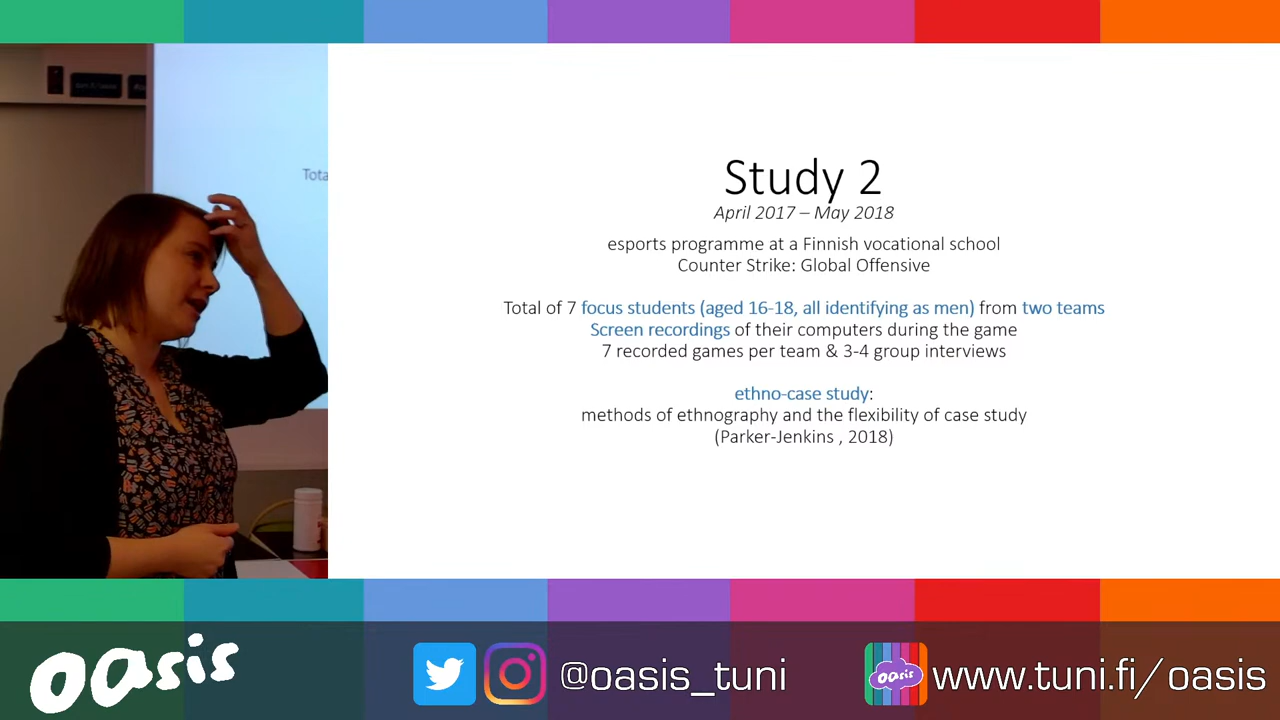 Tota
Study 2
April 2017 – May 2018
esports programme at a Finnish vocational school
Counter Strike: Global Offensive
Total of 7 focus students (aged 16-18, all identifying as men) from two teams
Screen recordings of their computers during the game
7 recorded games per team & 3-4 group interviews
ethno-case study:
methods of ethnography and the flexibility of case study
(Parker-Jenkins , 2018)
oasis
@oasis_tuni
oasis
www.tuni.fi/oasis